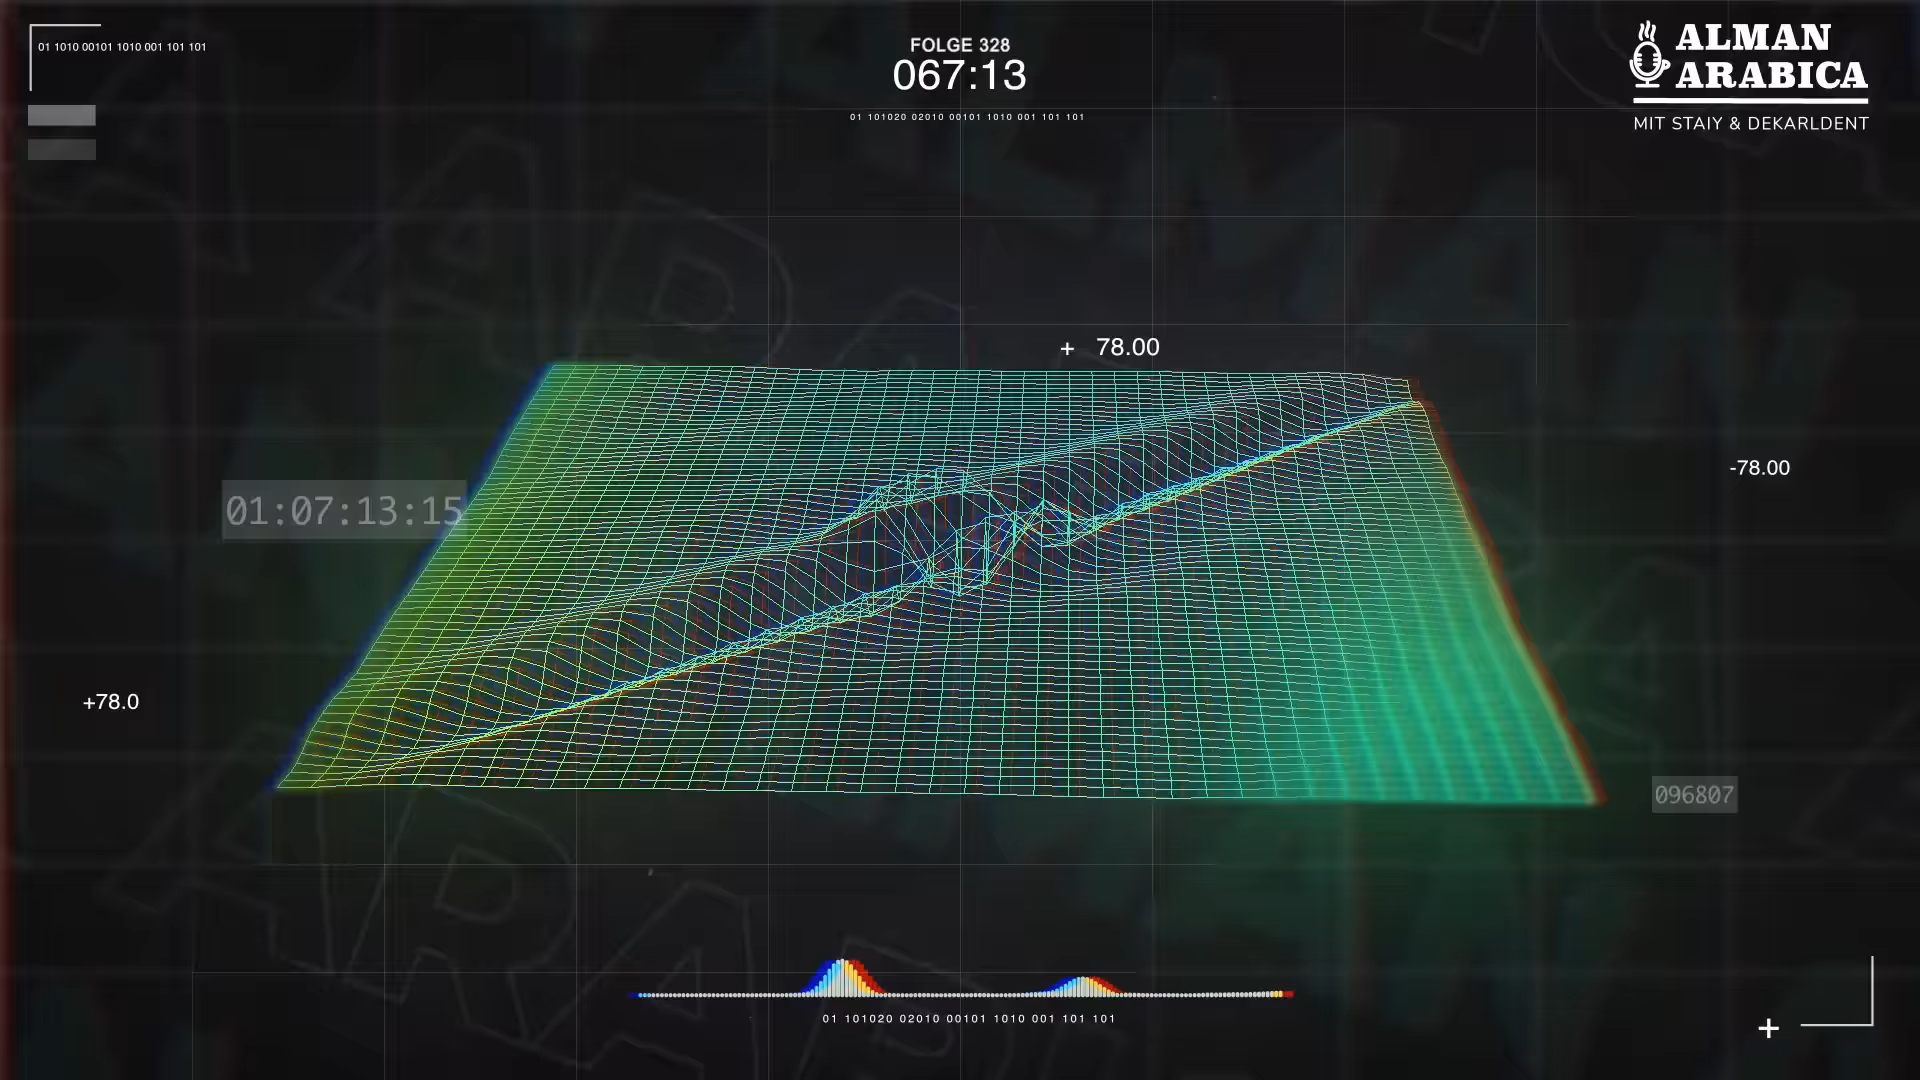 01 1010 00101 1010 001 101 101
FOLGE 328
067:13
01 101020 02010 00101 1010 001 101 101
ALMAN
ARABICA
MIT STAIY & DEKARLDENT
+ 78.00
-78.00
01:07:13:15
+78.0
096807
01 101020 02010 00101 1010 001 101 101
+